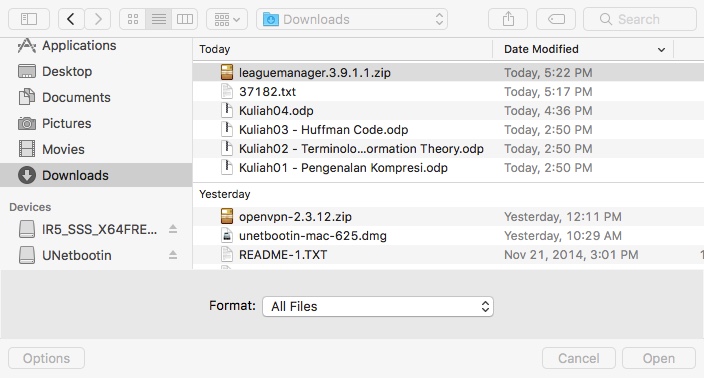 Downloads
Search
Applications
Desktop
Documents
Pictures
Movies
Downloads
Devices
IR5_SSS_X64FRE...
UNetbootin
Today
Date Modified
leaguemanager.3.9.1.1.zip
Today, 5:22 PM
37182.txt
Today, 5:17 PM
Kuliah04.odp
Today, 4:36 PM
Kuliah03 - Huffman Code.odp
Today, 2:50 PM
Kuliah02 - Terminolo...ormation Theory.odp
Today, 2:50 PM
Kuliah01 - Pengenalan Kompresi.odp
Today, 2:50 PM
Yesterday
openvpn-2.3.12.zip
Yesterday, 12:11 PM
unetbootin-mac-625.dmg
Yesterday, 10:29 AM
README-1.TXT
Nov 21, 2014, 3:01 PM
1
Format:
All Files
Options
Cancel
Open